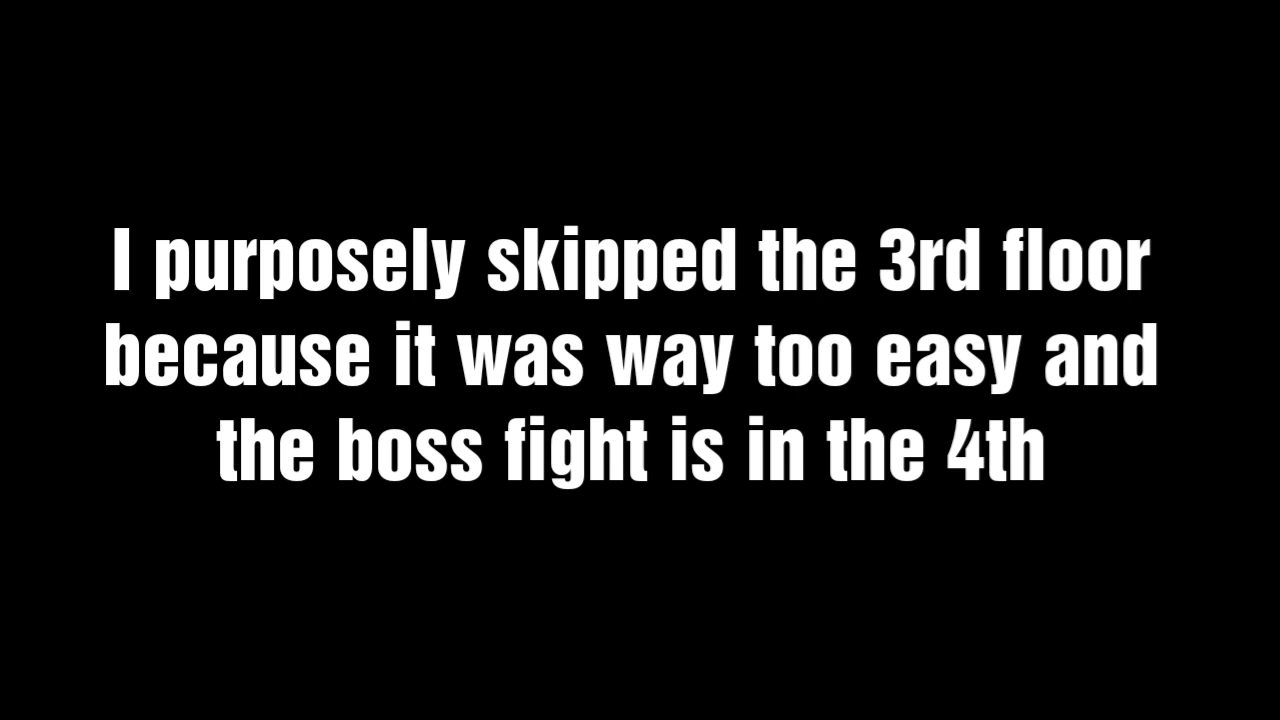 I purposely skipped the 3rd floor
because it was way too easy and
the boss fight is in the 4th